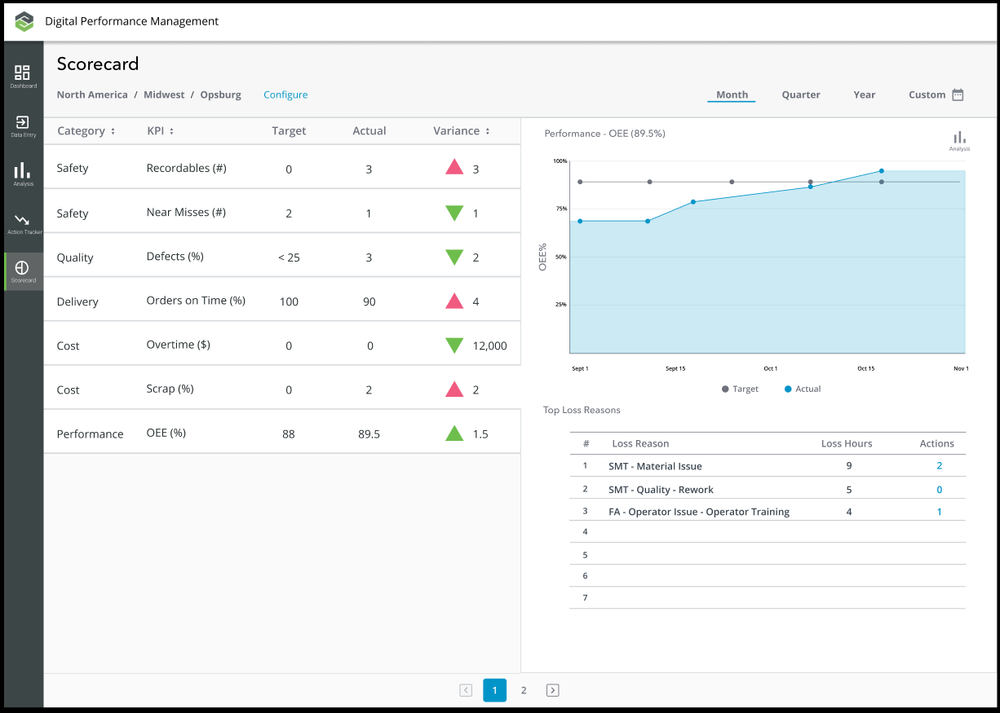 Digital Performance Management
Dashboard
Data Entry
Analysis
Action Tracker
Scorecard
Scorecard
North America / Midwest / Opsburg Configure
Month Quarter Year Custom
Category KPI Target Actual Variance
Safety Recordables (#) 0 3 3
Safety Near Misses (#) 2 1 1
Quality Defects (%) < 25 3 2
Delivery Orders on Time (%) 100 90 4
Cost Overtime ($) 0 0 12,000
Cost Scrap (%) 0 2 2
Performance OEE (%) 88 89.5 1.5
Performance - OEE (89.5%)
Analysis
100%
75%
50%
25%
OEE%
Sept 1 Sept 15 Oct 1 Oct 15 Nov 1
Target Actual
Top Loss Reasons
# Loss Reason Loss Hours Actions
1 SMT - Material Issue 9 2
2 SMT - Quality - Rework 5 0
3 FA - Operator Issue - Operator Training 4 1
4
5
6
7
1 2